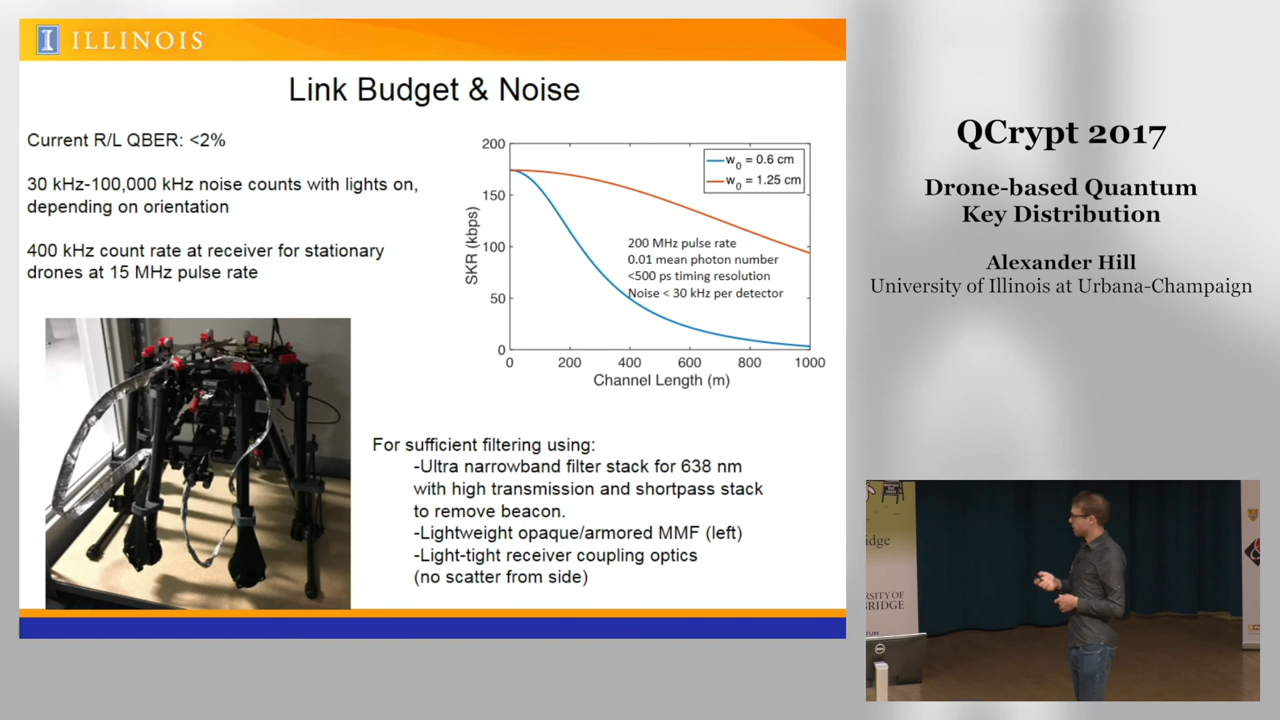 ILLINOIS
Link Budget & Noise
Current R/L QBER: <2%
30 kHz-100,000 kHz noise counts with lights on,
depending on orientation
400 kHz count rate at receiver for stationary
drones at 15 MHz pulse rate
200
150
100
50
0
SKR (kbps)
w0 = 0.6 cm
w0 = 1.25 cm
200 MHz pulse rate
0.01 mean photon number
<500 ps timing resolution
Noise < 30 kHz per detector
0 200 400 600 800 1000
Channel Length (m)
For sufficient filtering using:
-Ultra narrowband filter stack for 638 nm
with high transmission and shortpass stack
to remove beacon.
-Lightweight opaque/armored MMF (left)
-Light-tight receiver coupling optics
(no scatter from side)
QCrypt 2017
Drone-based Quantum
Key Distribution
Alexander Hill
University of Illinois at Urbana-Champaign
idge
RSITY OF
BRIDGE
TUM
DELL